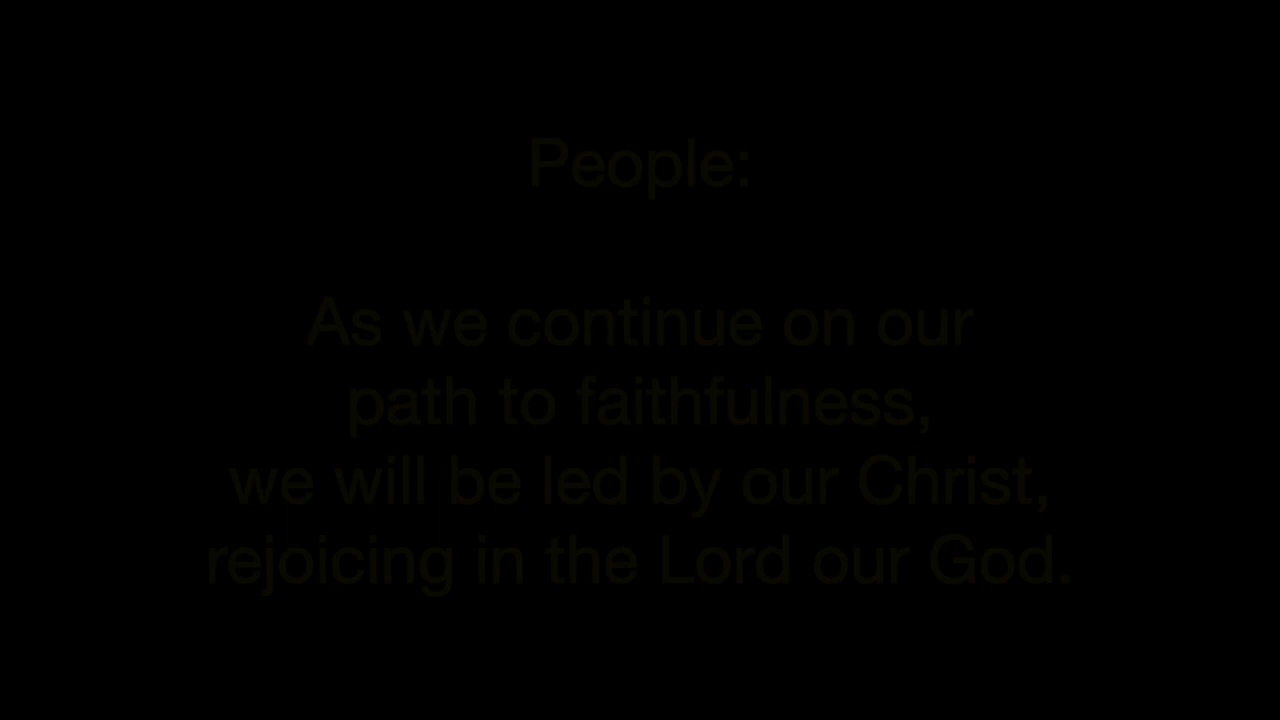 People:
As we continue on our
path to faithfulness,
we will be led by our Christ,
rejoicing in the Lord our God.